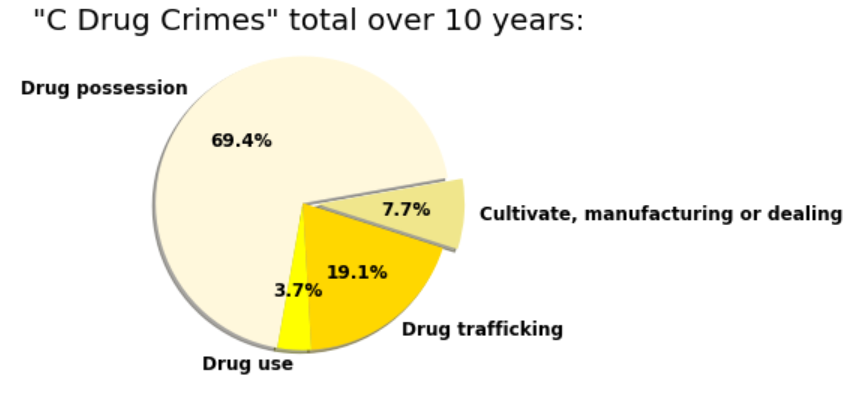 "C Drug Crimes" total over 10 years:
Drug possession
69.4%
7.7%
Cultivate, manufacturing or dealing
19.1%
3.7%
Drug trafficking
Drug use